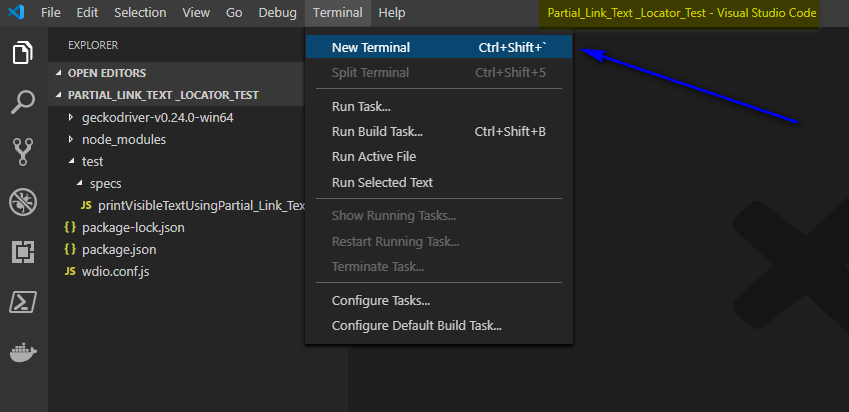 File Edit Selection View Go Debug Terminal Help
Partial_Link_Text _Locator_Test - Visual Studio Code
EXPLORER
OPEN EDITORS
PARTIAL_LINK_TEXT _LOCATOR_TEST
geckodriver-v0.24.0-win64
node_modules
test
specs
JS printVisibleTextUsingPartial_Link_Tex
{ } package-lock.json
{ } package.json
JS wdio.conf.js
New Terminal Ctrl+Shift+`
Split Terminal Ctrl+Shift+5
Run Task...
Run Build Task... Ctrl+Shift+B
Run Active File
Run Selected Text
Show Running Tasks...
Restart Running Task...
Terminate Task...
Configure Tasks...
Configure Default Build Task...